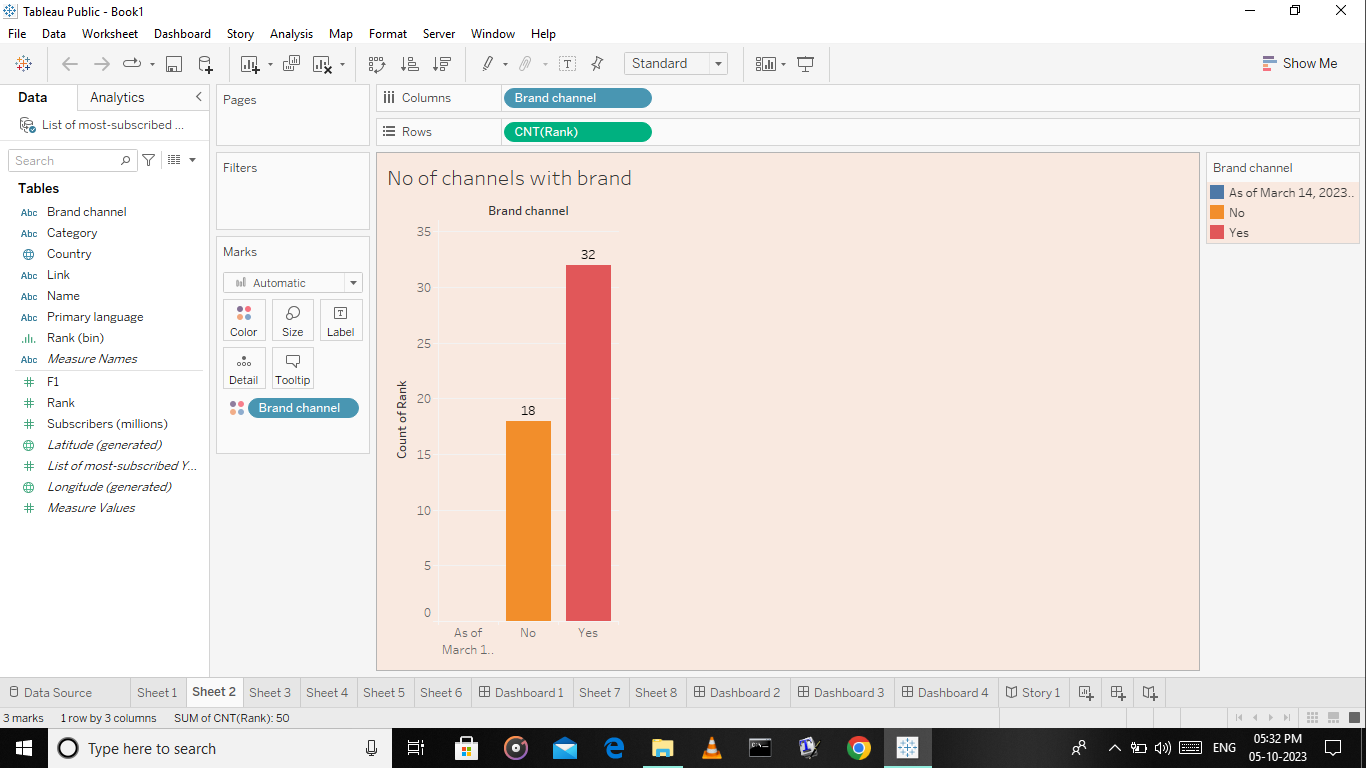 Tableau Public - Book1
File Data Worksheet Dashboard Story Analysis Map Format Server Window Help
Standard
Show Me
Data Analytics
List of most-subscribed ...
Search
Tables
Abc Brand channel
Abc Category
Country
Abc Link
Abc Name
Abc Primary language
Rank (bin)
Abc Measure Names
F1
Rank
Subscribers (millions)
Latitude (generated)
List of most-subscribed Y...
Longitude (generated)
Measure Values
Pages
Filters
Marks
Automatic
Color Size Label
Detail Tooltip
Brand channel
Columns Brand channel
Rows CNT(Rank)
No of channels with brand
Brand channel
35
30
25
20
15
10
5
0
Count of Rank
32
18
As of
March 1..
No
Yes
Brand channel
As of March 14, 2023..
No
Yes
Data Source Sheet 1 Sheet 2 Sheet 3 Sheet 4 Sheet 5 Sheet 6 Dashboard 1 Sheet 7 Sheet 8 Dashboard 2 Dashboard 3 Dashboard 4 Story 1
3 marks 1 row by 3 columns SUM of CNT(Rank): 50
Type here to search
ENG
05:32 PM
05-10-2023